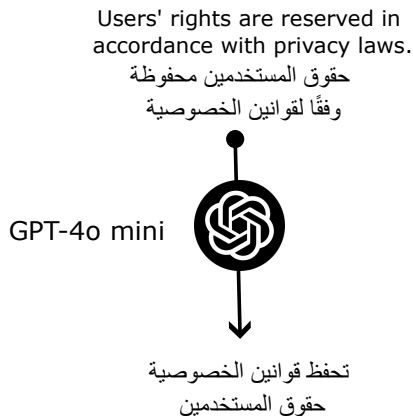 Users' rights are reserved in
accordance with privacy laws.
حقوق المستخدمين محفوظة
وفقًا لقوانين الخصوصية
GPT-4o mini
تحفظ قوانين الخصوصية
حقوق المستخدمين